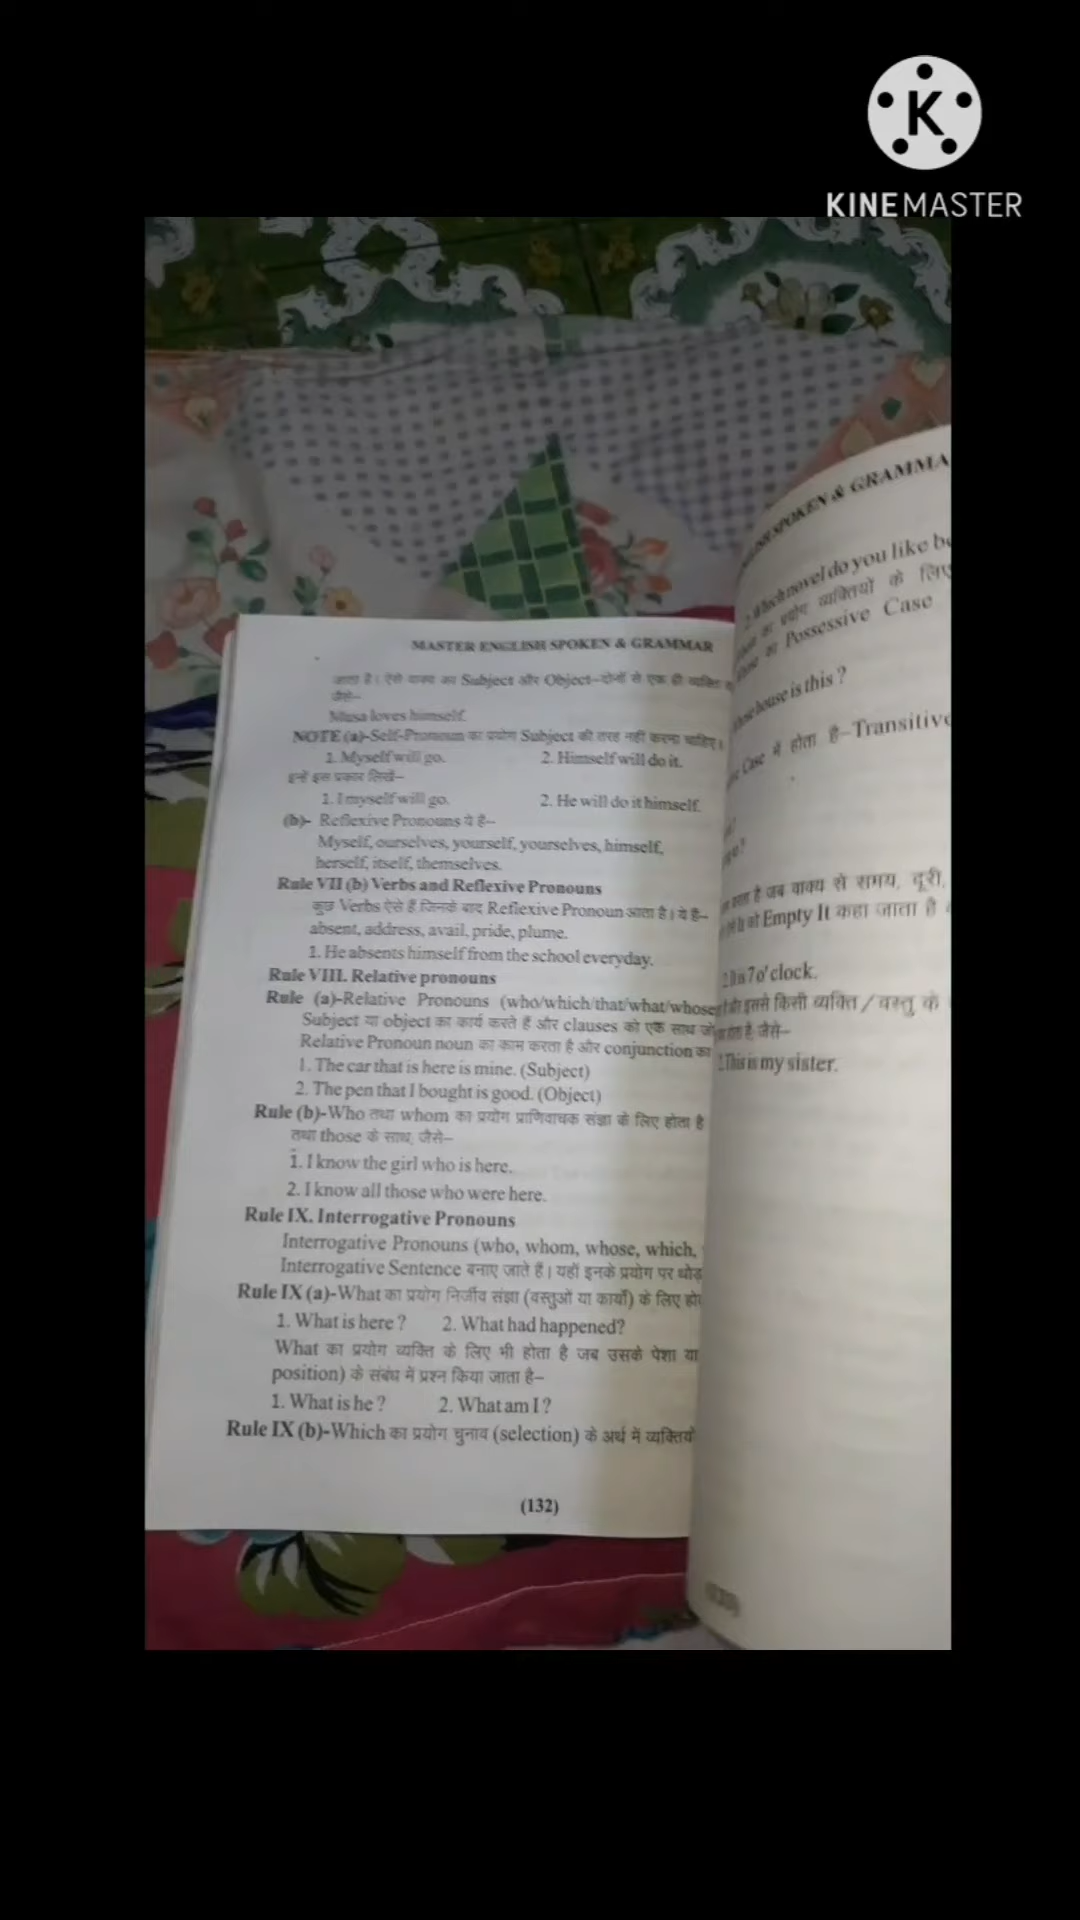 KINEMASTER
MASTER ENGLISH SPOKEN & GRAMMAR
जाता है। ऐसे वाक्य का Subject और Object-दोनों से एक ही व्यक्ति
जैसे-
Musa loves himself.
NOTE (a)-Self-Pronoun का प्रयोग Subject की तरह नहीं करना चाहिए।
1. Myself will go. 2. Himself will do it.
इन्हें इस प्रकार लिखें-
1. I myself will go. 2. He will do it himself.
(b)- Reflexive Pronouns ये है-
Myself, ourselves, yourself, yourselves, himself,
herself, itself, themselves.
Rule VII (b) Verbs and Reflexive Pronouns
कुछ Verbs ऐसे हैं जिनके बाद Reflexive Pronoun आता है। ये हैं-
absent, address, avail, pride, plume.
1. He absents himself from the school everyday.
Rule VIII. Relative pronouns
Rule (a)-Relative Pronouns (who/which/that/what/whose
Subject या object का कार्य करते हैं और clauses को एक साथ
Relative Pronoun noun का काम करता है और conjunction का
1. The car that is here is mine. (Subject)
2. The pen that I bought is good. (Object)
Rule (b)-Who तथा whom का प्रयोग प्राणिवाचक संज्ञा के लिए होता है
तथा those के साथ, जैसे-
1. I know the girl who is here.
2. I know all those who were here.
Rule IX. Interrogative Pronouns
Interrogative Pronouns (who, whom, whose, which,
Interrogative Sentence बनाए जाते हैं। यहाँ इनके प्रयोग पर
Rule IX (a)-What का प्रयोग निर्जीव संज्ञा (वस्तुओं या कार्यों) के लिए
1. What is here ? 2. What had happened?
What का प्रयोग व्यक्ति के लिए भी होता है जब उसके पेशा या
position) के संबंध में प्रश्न किया जाता है-
1. What is he ? 2. What am I ?
Rule IX (b)-Which का प्रयोग चुनाव (selection) के अर्थ में
(132)
SPOKEN & GRAMMA
2. Which novel do you like
का प्रयोग व्यक्तियों के लिए
का Possessive Case
house is this ?
Case में होता है-Transitive
है जब वाक्य से समय, दूरी,
को Empty It कहा जाता है
2. It is 7 o' clock.
और इससे किसी व्यक्ति/वस्तु के
है, जैसे-
2. This is my sister.